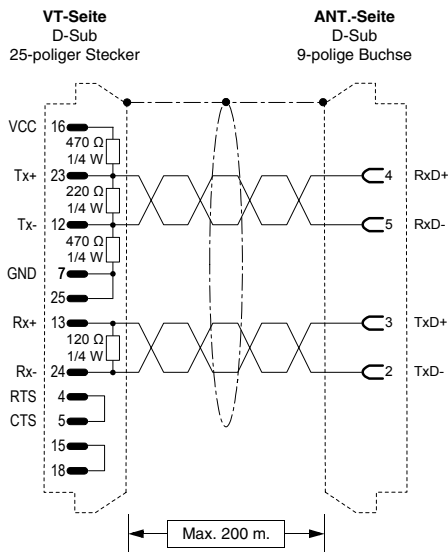 VT-Seite
D-Sub
25-poliger Stecker
ANT.-Seite
D-Sub
9-polige Buchse
VCC 16
470 Ω
1/4 W
Tx+ 23
4 RxD+
220 Ω
1/4 W
Tx- 12
5 RxD-
470 Ω
1/4 W
GND 7
25
Rx+ 13
3 TxD+
120 Ω
1/4 W
Rx- 24
2 TxD-
RTS 4
CTS 5
15
18
Max. 200 m.